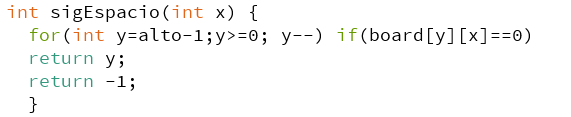 int sigEspacio(int x) {
for(int y=alto-1;y>=0; y--) if(board[y][x]==0)
return y;
return -1;
}